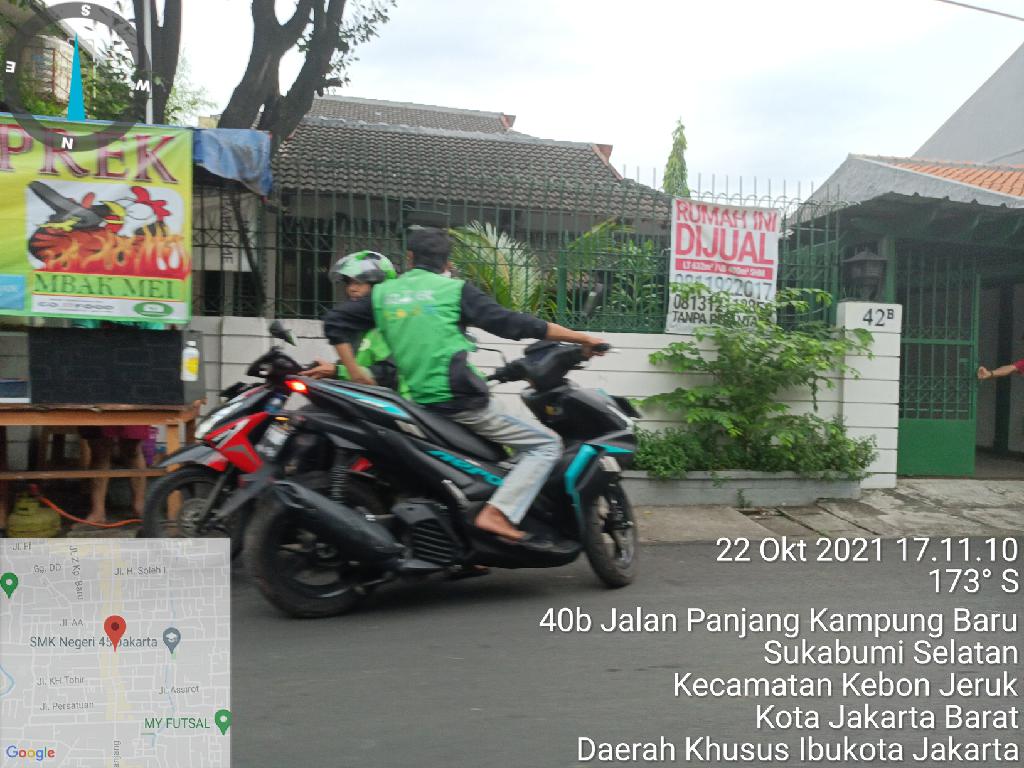 S
E
W
N
PREK
MBAK MEI
RUMAH INI
DIJUAL
42B
22 Okt 2021 17.11.10
173° S
40b Jalan Panjang Kampung Baru
Sukabumi Selatan
Kecamatan Kebon Jeruk
Kota Jakarta Barat
Daerah Khusus Ibukota Jakarta
Gg. DD
JL. H. Soleh I
Jl. AA
SMK Negeri 45 Jakarta
JL. KH.Tohir
JL. Assirot
JL. Persatuan
MY FUTSAL
Google